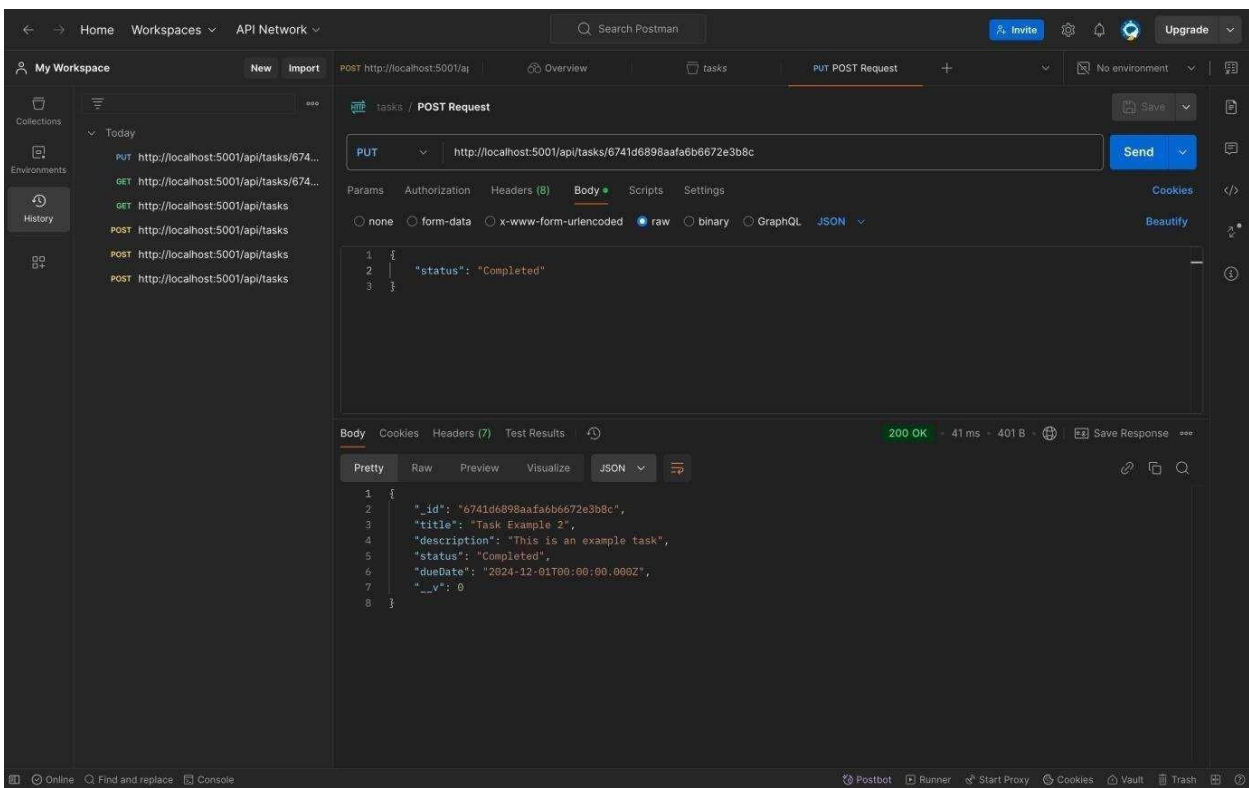 Home Workspaces API Network Search Postman Invite Upgrade
My Workspace New Import POST http://localhost:5001/ap Overview tasks PUT POST Request No environment
Collections
Environments
History
Today
PUT http://localhost:5001/api/tasks/674...
GET http://localhost:5001/api/tasks/674...
GET http://localhost:5001/api/tasks
POST http://localhost:5001/api/tasks
POST http://localhost:5001/api/tasks
POST http://localhost:5001/api/tasks
HTTP tasks / POST Request Save
PUT http://localhost:5001/api/tasks/6741d6898aafa6b6672e3b8c Send
Params Authorization Headers (8) Body Scripts Settings Cookies
none form-data x-www-form-urlencoded raw binary GraphQL JSON Beautify
1 {
2 "status": "Completed"
3 }
Body Cookies Headers (7) Test Results 200 OK 41 ms 401 B Save Response
Pretty Raw Preview Visualize JSON
1 {
2 "_id": "6741d6898aafa6b6672e3b8c",
3 "title": "Task Example 2",
4 "description": "This is an example task",
5 "status": "Completed",
6 "dueDate": "2024-12-01T00:00:00.000Z",
7 "__v": 0
8 }
Online Find and replace Console Postbot Runner Start Proxy Cookies Vault Trash